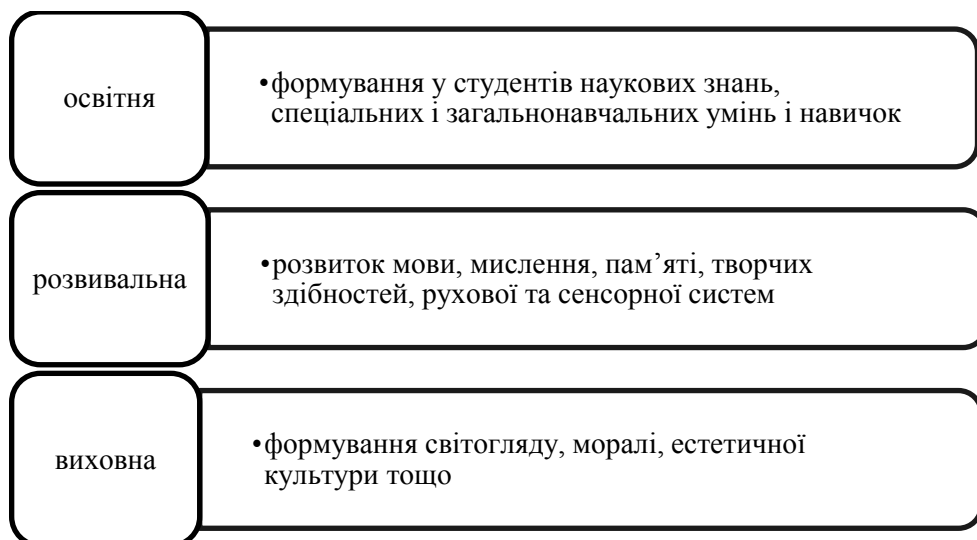 освітня
•формування у студентів наукових знань,
спеціальних і загальнонавчальних умінь і навичок
розвивальна
•розвиток мови, мислення, пам’яті, творчих
здібностей, рухової та сенсорної систем
виховна
•формування світогляду, моралі, естетичної
культури тощо